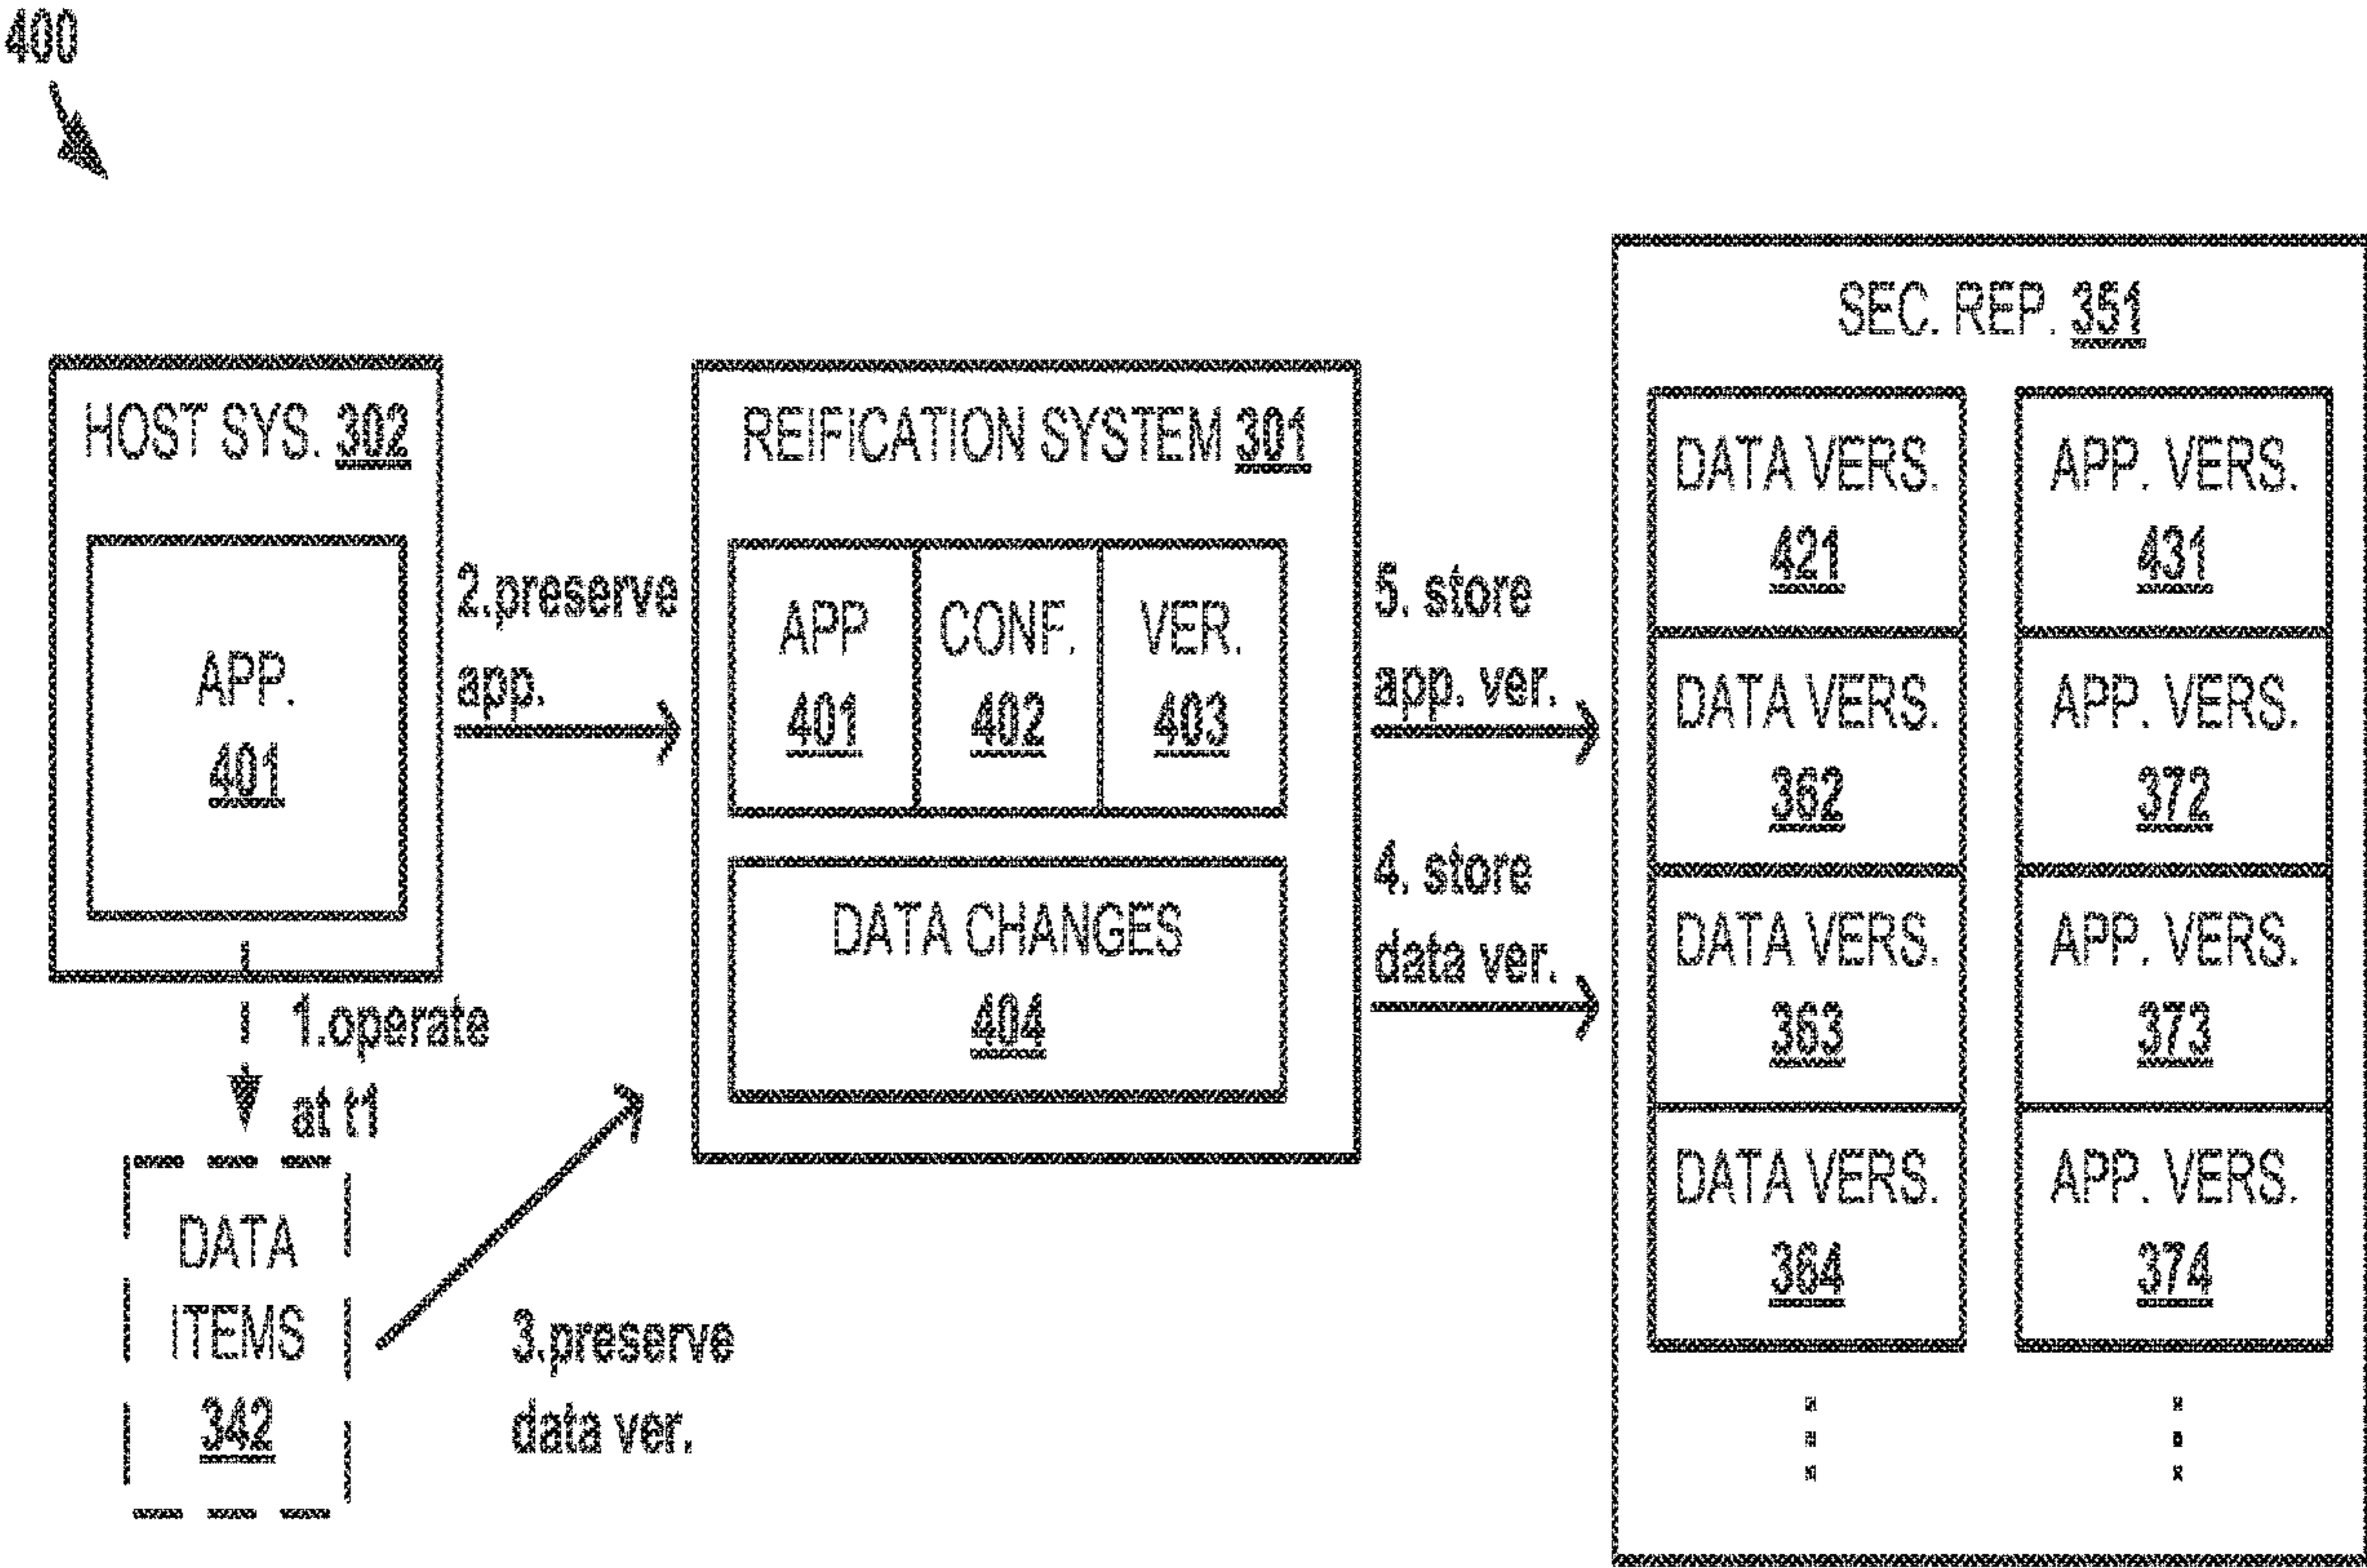 400
HOST SYS. 302
APP.
401
1.operate
at t1
DATA
ITEMS
342
2.preserve
app.
3.preserve
data ver.
REIFICATION SYSTEM 301
APP
401
CONF.
402
VER.
403
DATA CHANGES
404
5. store
app. ver.
4. store
data ver.
SEC. REP. 351
DATA VERS.
421
APP. VERS.
431
DATA VERS.
362
APP. VERS.
372
DATA VERS.
363
APP. VERS.
373
DATA VERS.
364
APP. VERS.
374